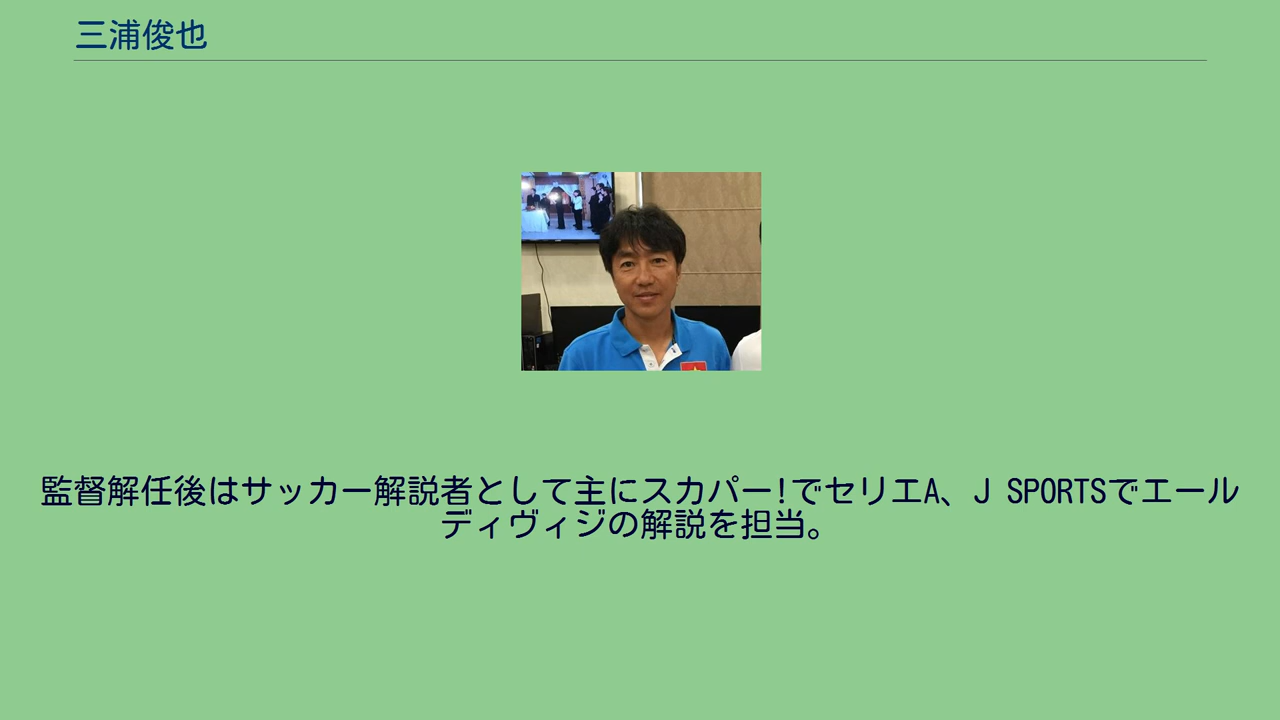 三浦俊也
監督解任後はサッカー解説者として主にスカパー!でセリエA、J SPORTSでエール
ディヴィジの解説を担当。